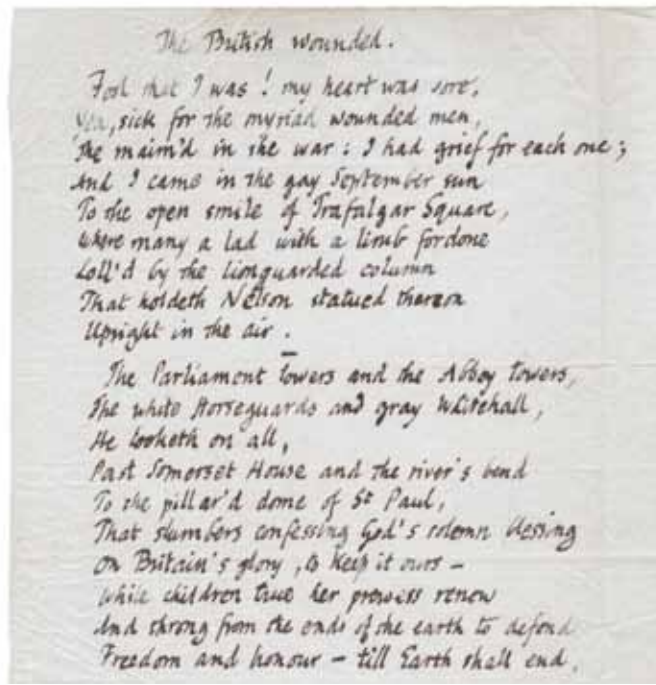 The British wounded.
Fool that I was! my heart was sore,
Yea, sick for the myriad wounded men,
The maim'd in the war: I had grief for each one;
And I came in the gay September sun
To the open smile of Trafalgar Square,
Where many a lad with a limb fordone
Loll'd by the lionguarded column
That holdeth Nelson statued thereon
Upright in the air.
The Parliament towers and the Abbey towers,
The white Horseguards and gray Whitehall,
He looketh on all,
Past Somerset House and the river's bend
To the pillar'd dome of St Paul,
That slumbers confessing God's solemn blessing
On Britain's glory, to keep it ours —
While children true her prowess renew
And throng from the ends of the earth to defend
Freedom and honour — till Earth shall end.